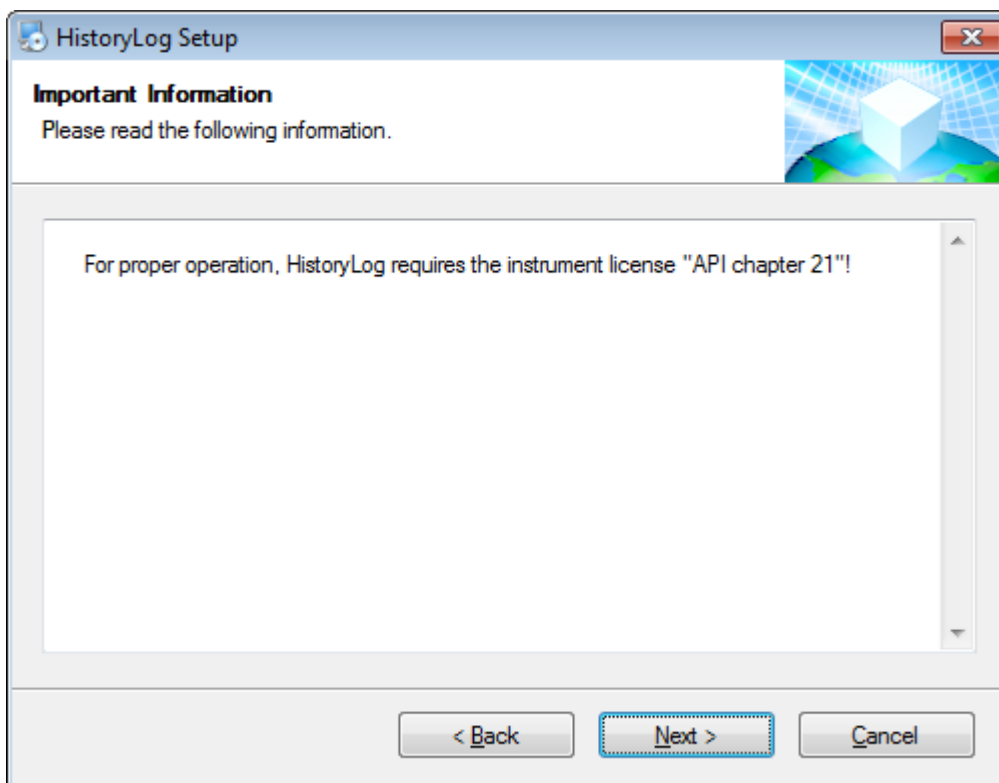 HistoryLog Setup
Important Information
Please read the following information.
For proper operation, HistoryLog requires the instrument license "API chapter 21"!
< Back
Next >
Cancel